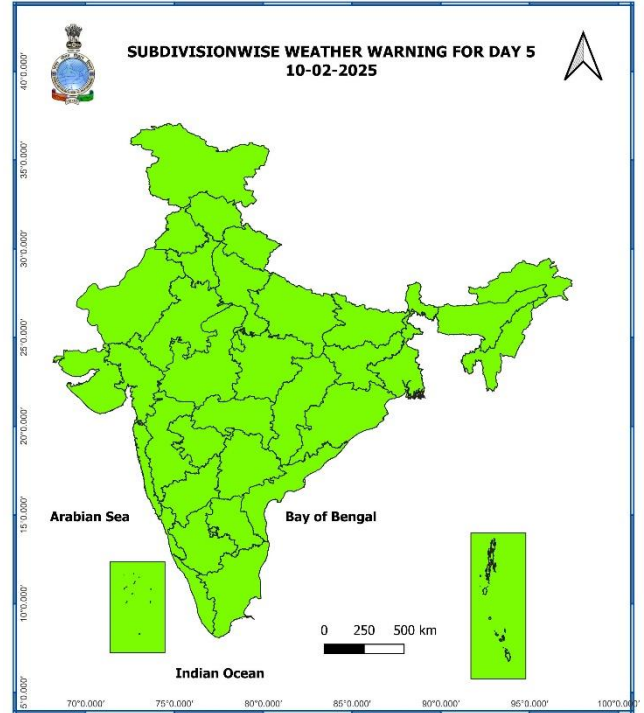 SUBDIVISIONWISE WEATHER WARNING FOR DAY 5
10-02-2025
40°0.000'
35°0.000'
30°0.000'
25°0.000'
20°0.000'
15°0.000'
10°0.000'
5°0.000'
Arabian Sea
Bay of Bengal
0 250 500 km
Indian Ocean
70°0.000' 75°0.000' 80°0.000' 85°0.000' 90°0.000' 95°0.000' 100°0.000'